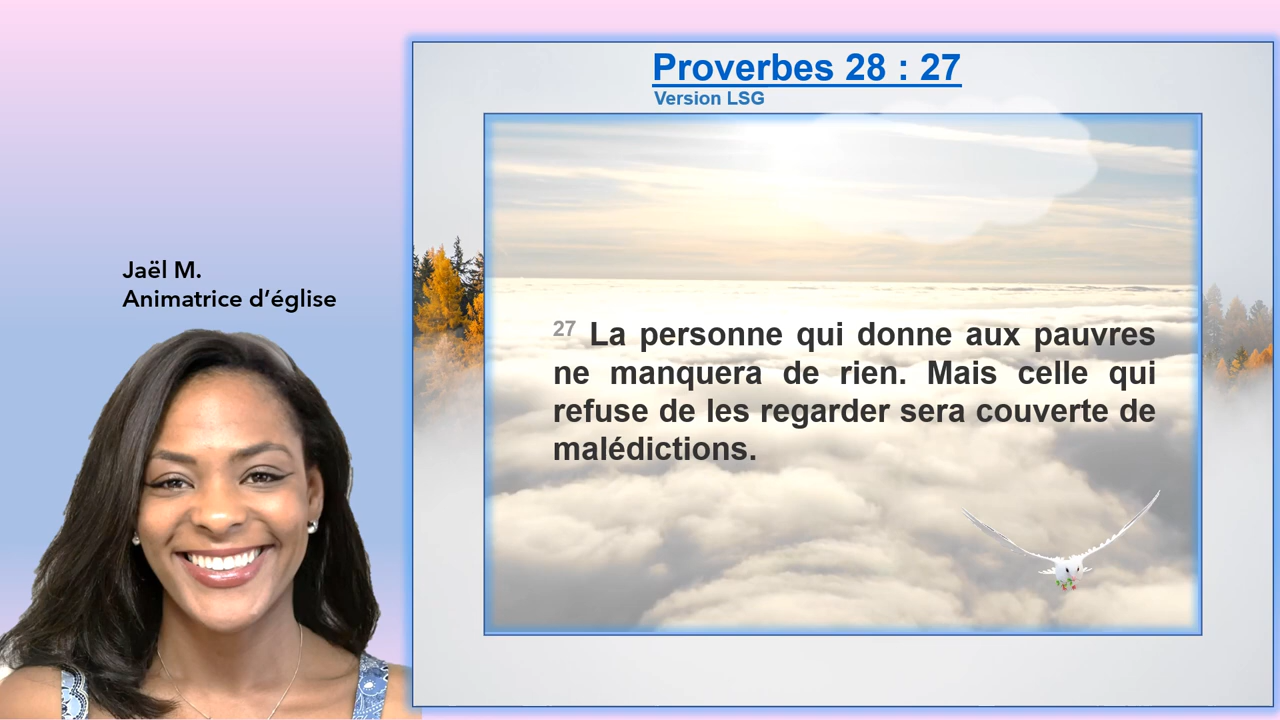 Proverbes 28 : 27
Version LSG
Jaël M.
Animatrice d’église
27 La personne qui donne aux pauvres
ne manquera de rien. Mais celle qui
refuse de les regarder sera couverte de
malédictions.